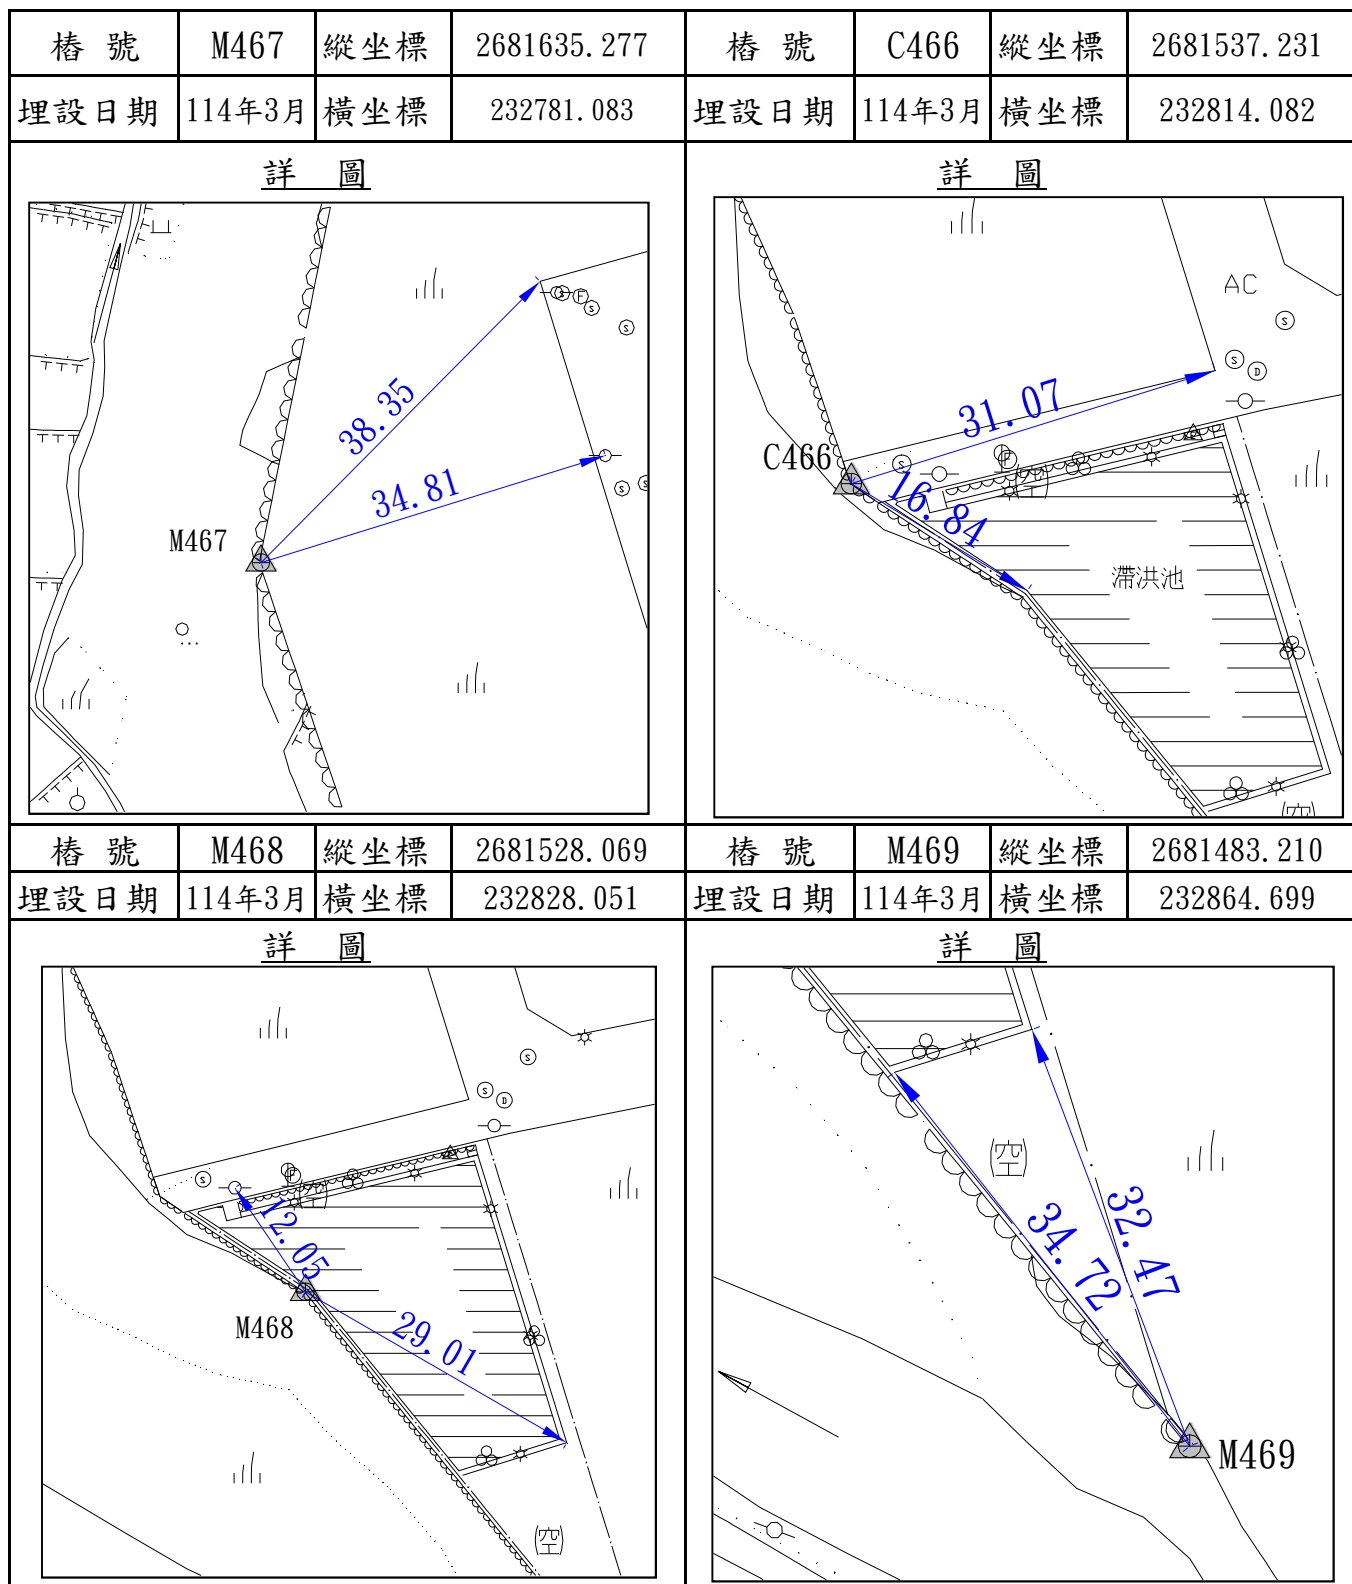 樁 號 M467 縱坐標 2681635.277 樁 號 C466 縱坐標 2681537.231
埋設日期 114年3月 橫坐標 232781.083 埋設日期 114年3月 橫坐標 232814.082
詳 圖
38.35
34.81
M467
S
F
S
S
S
S
詳 圖
AC
S
S
D
31.07
C466
S
F
(空)
16.84
滯洪池
(空)
樁 號 M468 縱坐標 2681528.069 樁 號 M469 縱坐標 2681483.210
埋設日期 114年3月 橫坐標 232828.051 埋設日期 114年3月 橫坐標 232864.699
詳 圖
S
S
D
S
F
(空)
12.05
M468
29.01
(空)
詳 圖
(空)
34.72
32.47
M469